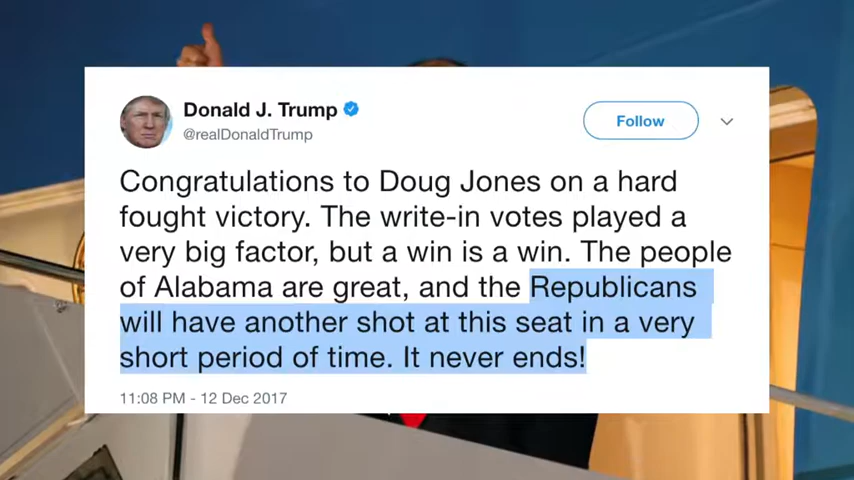 Donald J. Trump
Follow
@realDonaldTrump
Congratulations to Doug Jones on a hard
fought victory. The write-in votes played a
very big factor, but a win is a win. The people
of Alabama are great, and the Republicans
will have another shot at this seat in a very
short period of time. It never ends!
11:08 PM - 12 Dec 2017